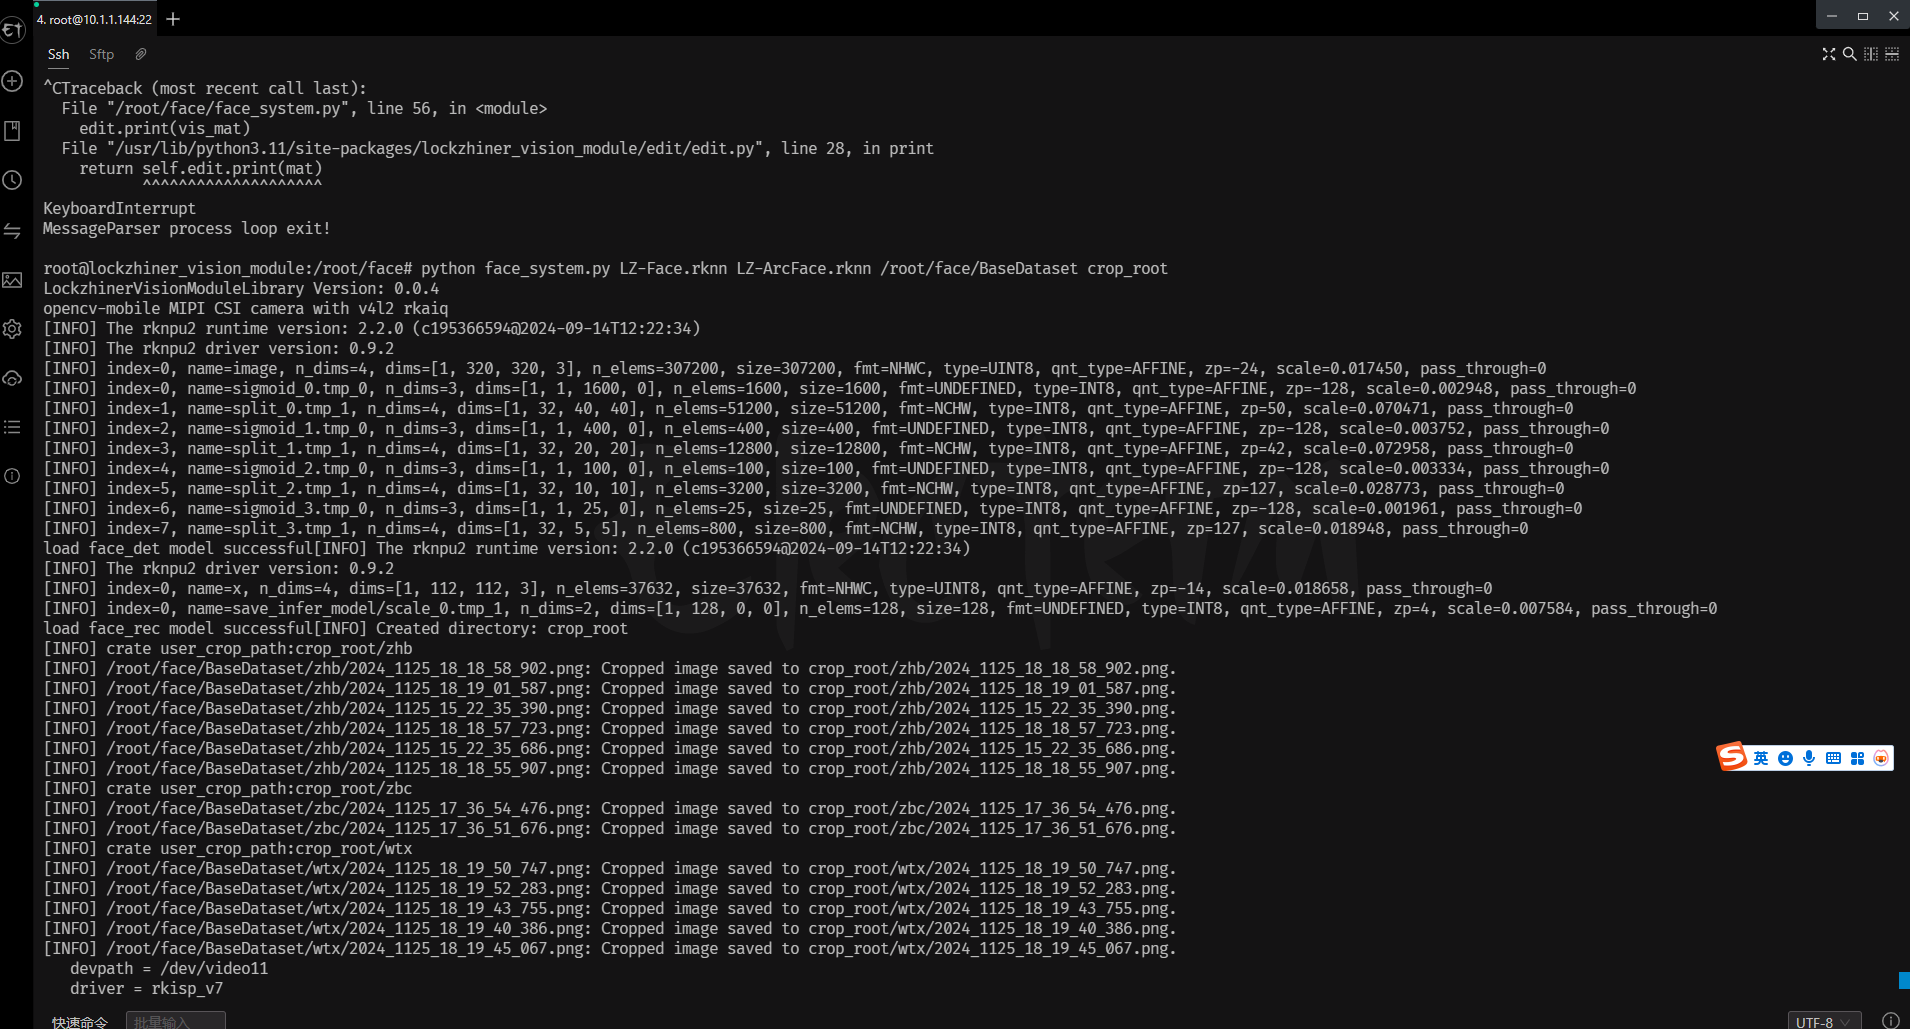 4. root@10.1.1.144:22
Ssh Sftp
^CTraceback (most recent call last):
File "/root/face/face_system.py", line 56, in <module>
edit.print(vis_mat)
File "/usr/lib/python3.11/site-packages/lockzhiner_vision_module/edit/edit.py", line 28, in print
return self.edit.print(mat)
^^^^^^^^^^^^^^^^^^^^
KeyboardInterrupt
MessageParser process loop exit!
root@lockzhiner_vision_module:/root/face# python face_system.py LZ-Face.rknn LZ-ArcFace.rknn /root/face/BaseDataset crop_root
LockzhinerVisionModuleLibrary Version: 0.0.4
opencv-mobile MIPI CSI camera with v4l2 rkaiq
[INFO] The rknpu2 runtime version: 2.2.0 (c195366594@2024-09-14T12:22:34)
[INFO] The rknpu2 driver version: 0.9.2
[INFO] index=0, name=image, n_dims=4, dims=[1, 320, 320, 3], n_elems=307200, size=307200, fmt=NHWC, type=UINT8, qnt_type=AFFINE, zp=-24, scale=0.017450, pass_through=0
[INFO] index=0, name=sigmoid_0.tmp_0, n_dims=3, dims=[1, 1, 1600, 0], n_elems=1600, size=1600, fmt=UNDEFINED, type=INT8, qnt_type=AFFINE, zp=-128, scale=0.002948, pass_through=0
[INFO] index=1, name=split_0.tmp_1, n_dims=4, dims=[1, 32, 40, 40], n_elems=51200, size=51200, fmt=NCHW, type=INT8, qnt_type=AFFINE, zp=50, scale=0.070471, pass_through=0
[INFO] index=2, name=sigmoid_1.tmp_0, n_dims=3, dims=[1, 1, 400, 0], n_elems=400, size=400, fmt=UNDEFINED, type=INT8, qnt_type=AFFINE, zp=-128, scale=0.003752, pass_through=0
[INFO] index=3, name=split_1.tmp_1, n_dims=4, dims=[1, 32, 20, 20], n_elems=12800, size=12800, fmt=NCHW, type=INT8, qnt_type=AFFINE, zp=42, scale=0.072958, pass_through=0
[INFO] index=4, name=sigmoid_2.tmp_0, n_dims=3, dims=[1, 1, 100, 0], n_elems=100, size=100, fmt=UNDEFINED, type=INT8, qnt_type=AFFINE, zp=-128, scale=0.003334, pass_through=0
[INFO] index=5, name=split_2.tmp_1, n_dims=4, dims=[1, 32, 10, 10], n_elems=3200, size=3200, fmt=NCHW, type=INT8, qnt_type=AFFINE, zp=127, scale=0.028773, pass_through=0
[INFO] index=6, name=sigmoid_3.tmp_0, n_dims=3, dims=[1, 1, 25, 0], n_elems=25, size=25, fmt=UNDEFINED, type=INT8, qnt_type=AFFINE, zp=-128, scale=0.001961, pass_through=0
[INFO] index=7, name=split_3.tmp_1, n_dims=4, dims=[1, 32, 5, 5], n_elems=800, size=800, fmt=NCHW, type=INT8, qnt_type=AFFINE, zp=127, scale=0.018948, pass_through=0
load face_det model successful[INFO] The rknpu2 runtime version: 2.2.0 (c195366594@2024-09-14T12:22:34)
[INFO] The rknpu2 driver version: 0.9.2
[INFO] index=0, name=x, n_dims=4, dims=[1, 112, 112, 3], n_elems=37632, size=37632, fmt=NHWC, type=UINT8, qnt_type=AFFINE, zp=-14, scale=0.018658, pass_through=0
[INFO] index=0, name=save_infer_model/scale_0.tmp_1, n_dims=2, dims=[1, 128, 0, 0], n_elems=128, size=128, fmt=UNDEFINED, type=INT8, qnt_type=AFFINE, zp=4, scale=0.007584, pass_through=0
load face_rec model successful[INFO] Created directory: crop_root
[INFO] crate user_crop_path:crop_root/zhb
[INFO] /root/face/BaseDataset/zhb/2024_1125_18_18_58_902.png: Cropped image saved to crop_root/zhb/2024_1125_18_18_58_902.png.
[INFO] /root/face/BaseDataset/zhb/2024_1125_18_19_01_587.png: Cropped image saved to crop_root/zhb/2024_1125_18_19_01_587.png.
[INFO] /root/face/BaseDataset/zhb/2024_1125_15_22_35_390.png: Cropped image saved to crop_root/zhb/2024_1125_15_22_35_390.png.
[INFO] /root/face/BaseDataset/zhb/2024_1125_18_18_57_723.png: Cropped image saved to crop_root/zhb/2024_1125_18_18_57_723.png.
[INFO] /root/face/BaseDataset/zhb/2024_1125_15_22_35_686.png: Cropped image saved to crop_root/zhb/2024_1125_15_22_35_686.png.
[INFO] /root/face/BaseDataset/zhb/2024_1125_18_18_55_907.png: Cropped image saved to crop_root/zhb/2024_1125_18_18_55_907.png.
[INFO] crate user_crop_path:crop_root/zbc
[INFO] /root/face/BaseDataset/zbc/2024_1125_17_36_54_476.png: Cropped image saved to crop_root/zbc/2024_1125_17_36_54_476.png.
[INFO] /root/face/BaseDataset/zbc/2024_1125_17_36_51_676.png: Cropped image saved to crop_root/zbc/2024_1125_17_36_51_676.png.
[INFO] crate user_crop_path:crop_root/wtx
[INFO] /root/face/BaseDataset/wtx/2024_1125_18_19_50_747.png: Cropped image saved to crop_root/wtx/2024_1125_18_19_50_747.png.
[INFO] /root/face/BaseDataset/wtx/2024_1125_18_19_52_283.png: Cropped image saved to crop_root/wtx/2024_1125_18_19_52_283.png.
[INFO] /root/face/BaseDataset/wtx/2024_1125_18_19_43_755.png: Cropped image saved to crop_root/wtx/2024_1125_18_19_43_755.png.
[INFO] /root/face/BaseDataset/wtx/2024_1125_18_19_40_386.png: Cropped image saved to crop_root/wtx/2024_1125_18_19_40_386.png.
[INFO] /root/face/BaseDataset/wtx/2024_1125_18_19_45_067.png: Cropped image saved to crop_root/wtx/2024_1125_18_19_45_067.png.
devpath = /dev/video11
driver = rkisp_v7
英
快速命令 批量输入 UTF-8